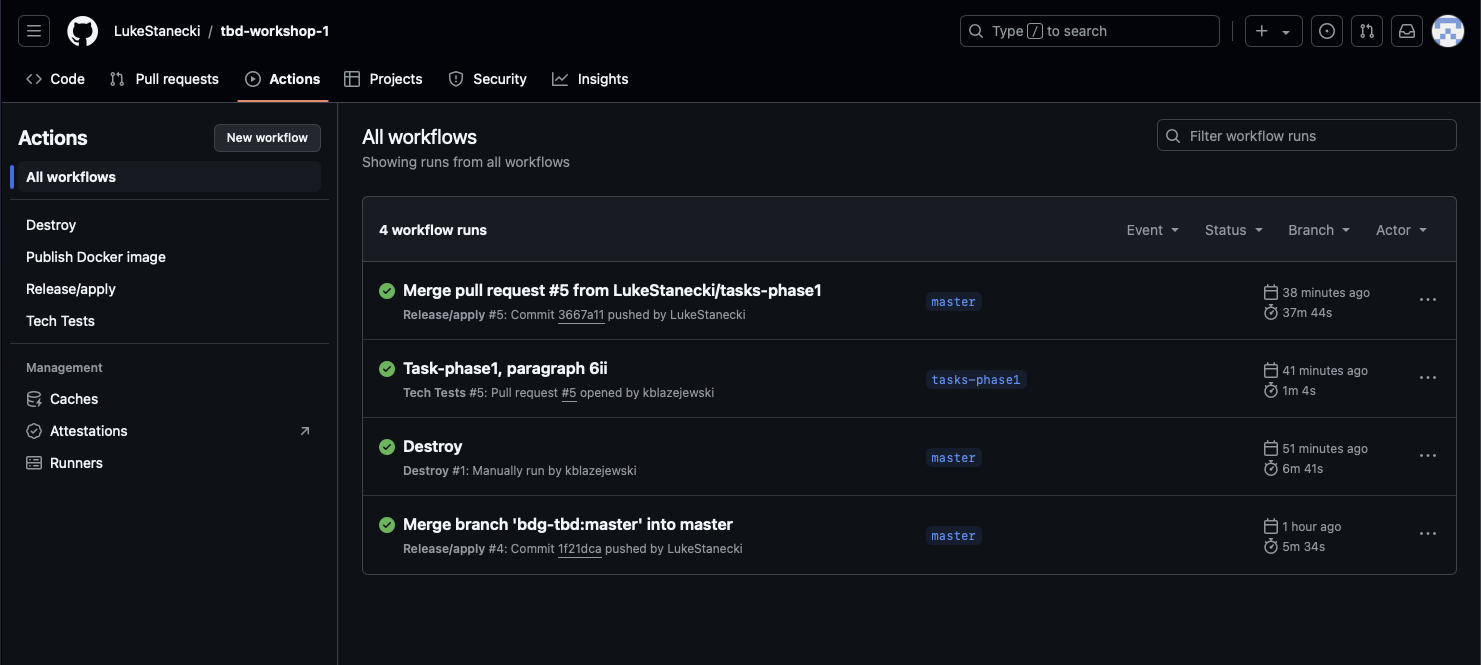 LukeStanecki / tbd-workshop-1
Type / to search
Code
Pull requests
Actions
Projects
Security
Insights
Actions
New workflow
All workflows
Destroy
Publish Docker image
Release/apply
Tech Tests
Management
Caches
Attestations
Runners
All workflows
Showing runs from all workflows
Filter workflow runs
4 workflow runs
Event
Status
Branch
Actor
Merge pull request #5 from LukeStanecki/tasks-phase1
Release/apply #5: Commit 3667a11 pushed by LukeStanecki
master
38 minutes ago
37m 44s
Task-phase1, paragraph 6ii
Tech Tests #5: Pull request #5 opened by kblazejewski
tasks-phase1
41 minutes ago
1m 4s
Destroy
Destroy #1: Manually run by kblazejewski
master
51 minutes ago
6m 41s
Merge branch 'bdg-tbd:master' into master
Release/apply #4: Commit 1f21dca pushed by LukeStanecki
master
1 hour ago
5m 34s